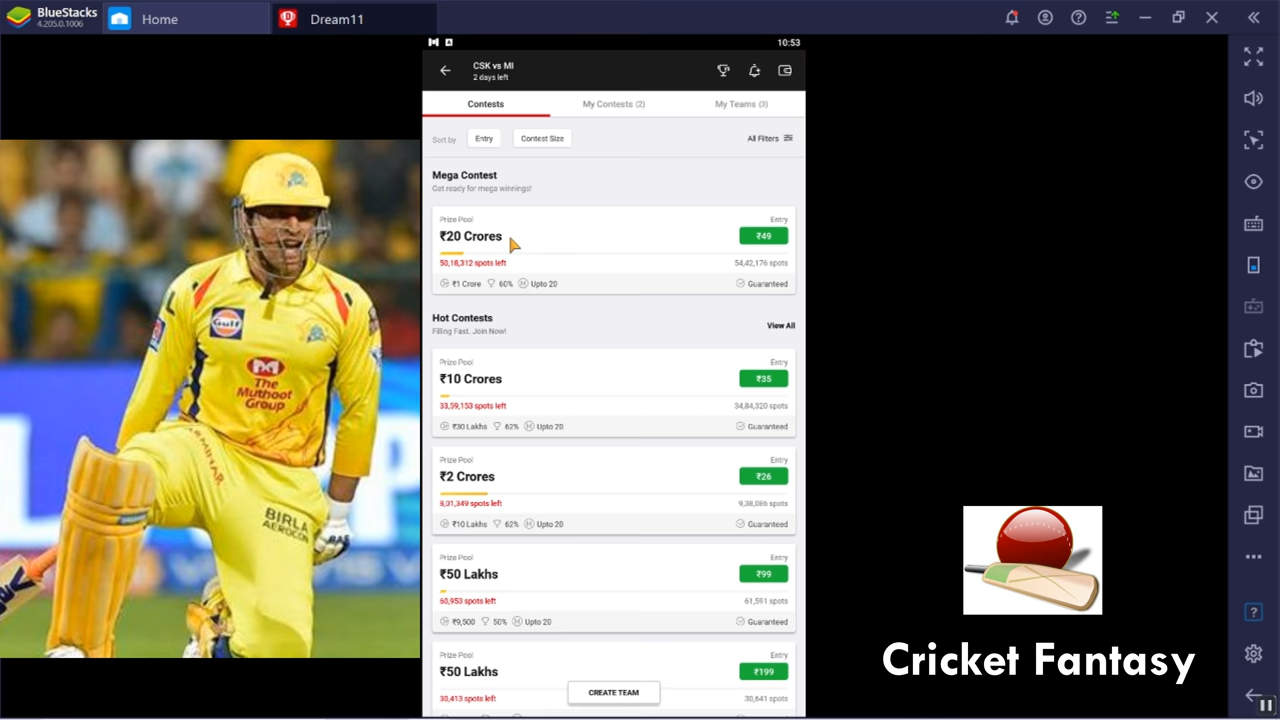 BlueStacks
4.205.0.1006
Home
Dream11
10:53
CSK vs MI
2 days left
Contests
My Contests (2)
My Teams (3)
Sort by
Entry
Contest Size
All Filters
Mega Contest
Get ready for mega winnings!
Prize Pool
Entry
₹20 Crores
₹49
50,18,312 spots left
54,42,176 spots
₹1 Crore
60%
M
Upto 20
Guaranteed
Hot Contests
View All
Filling Fast. Join Now!
Prize Pool
Entry
₹10 Crores
₹35
33,59,153 spots left
34,84,320 spots
₹30 Lakhs
62%
M
Upto 20
Guaranteed
Prize Pool
Entry
₹2 Crores
₹26
8,01,349 spots left
9,38,086 spots
₹10 Lakhs
62%
M
Upto 20
Guaranteed
Prize Pool
Entry
₹50 Lakhs
₹99
60,953 spots left
61,591 spots
₹9,500
50%
M
Upto 20
Guaranteed
Prize Pool
Entry
₹50 Lakhs
₹199
30,413 spots left
30,641 spots
CREATE TEAM
Gulf
The
Muthoot
Group
BIRLA
AEROCON
BAS
Cricket Fantasy